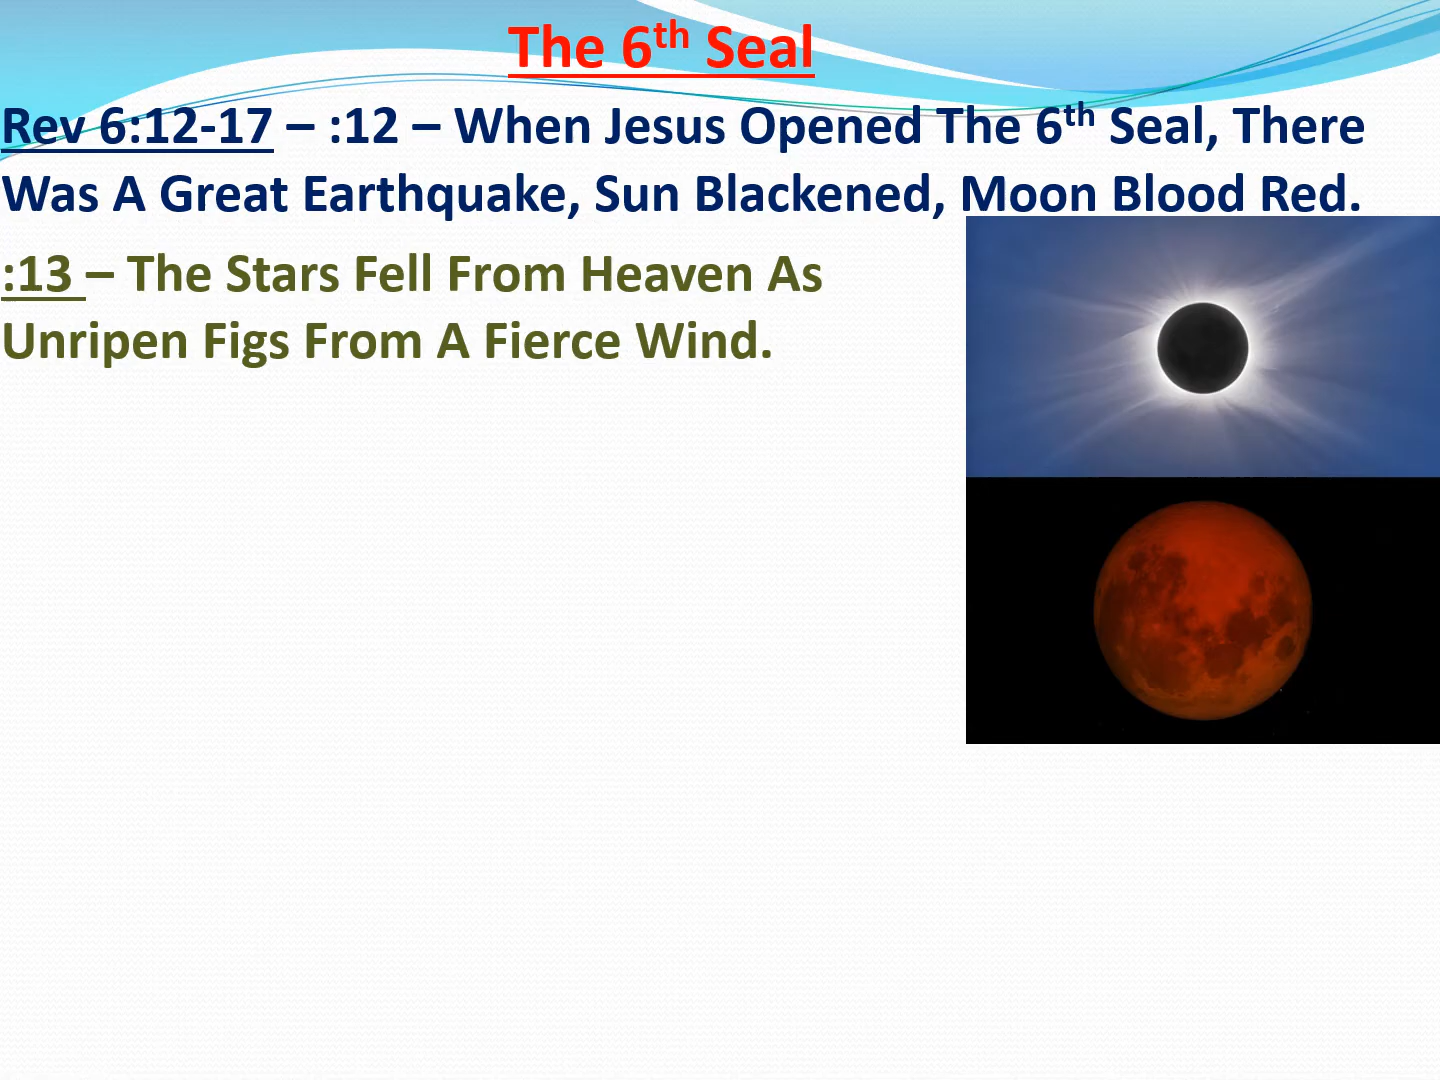 The 6th Seal
Rev 6:12-17 – :12 – When Jesus Opened The 6th Seal, There
Was A Great Earthquake, Sun Blackened, Moon Blood Red.
:13 – The Stars Fell From Heaven As
Unripen Figs From A Fierce Wind.